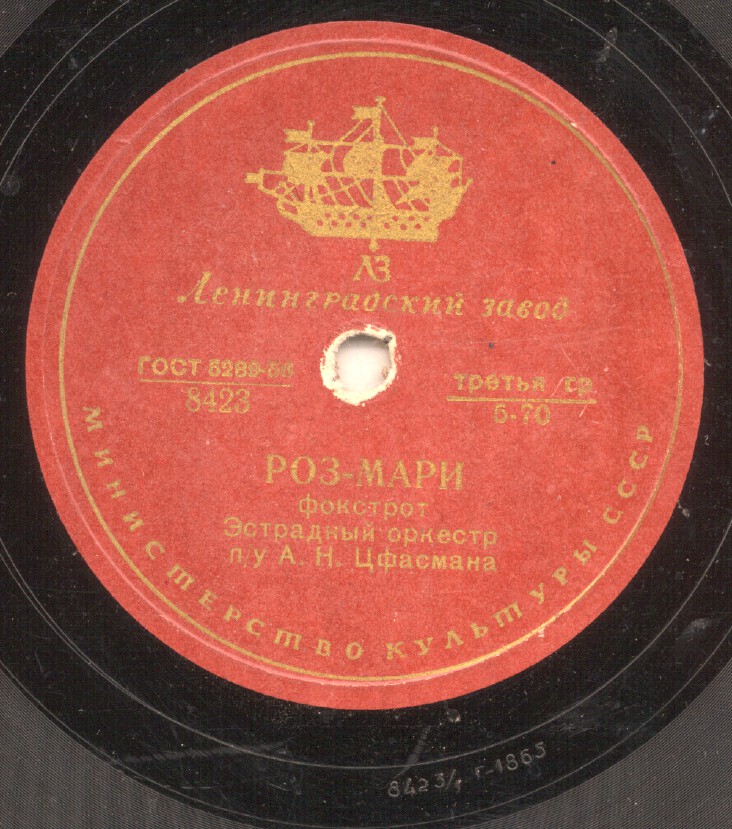 ЛЗ
Ленинградский завод
ГОСТ 5289-56
8423
третья гр
5-70
РОЗ-МАРИ
фокстрот
Эстрадный оркестр
п/у А. Н. Цфасмана
МИНИСТЕРСТВО КУЛЬТУРЫ СССР
8423/1 г-1865